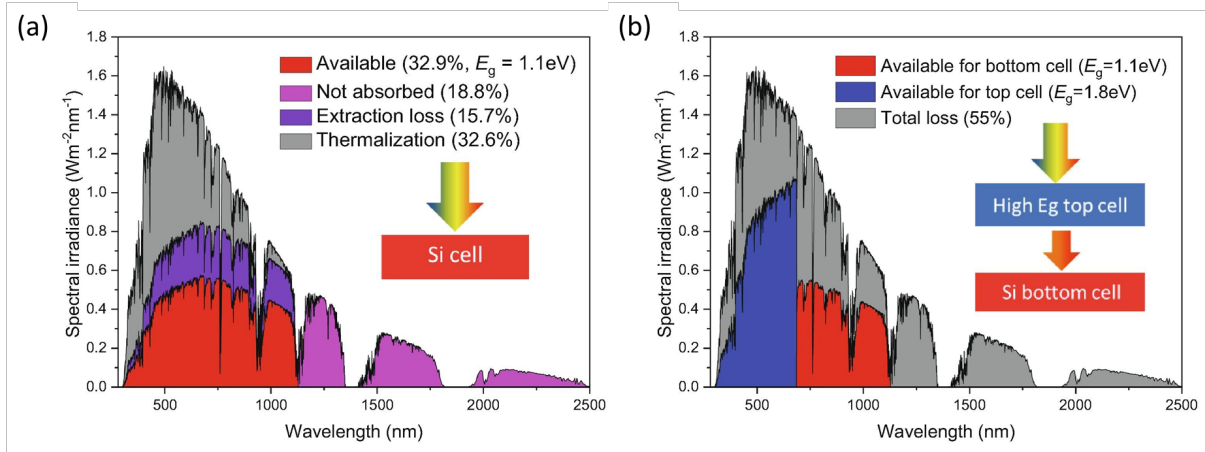 (a)
1.8
1.6
1.4
1.2
1.0
0.8
0.6
0.4
0.2
0.0
Spectral irradiance (Wm-2nm-1)
Available (32.9%, Eg = 1.1eV)
Not absorbed (18.8%)
Extraction loss (15.7%)
Thermalization (32.6%)
Si cell
500
1000
1500
2000
2500
Wavelength (nm)
(b)
1.8
1.6
1.4
1.2
1.0
0.8
0.6
0.4
0.2
0.0
Spectral irradiance (Wm-2nm-1)
Available for bottom cell (Eg=1.1eV)
Available for top cell (Eg=1.8eV)
Total loss (55%)
High Eg top cell
Si bottom cell
500
1000
1500
2000
2500
Wavelength (nm)